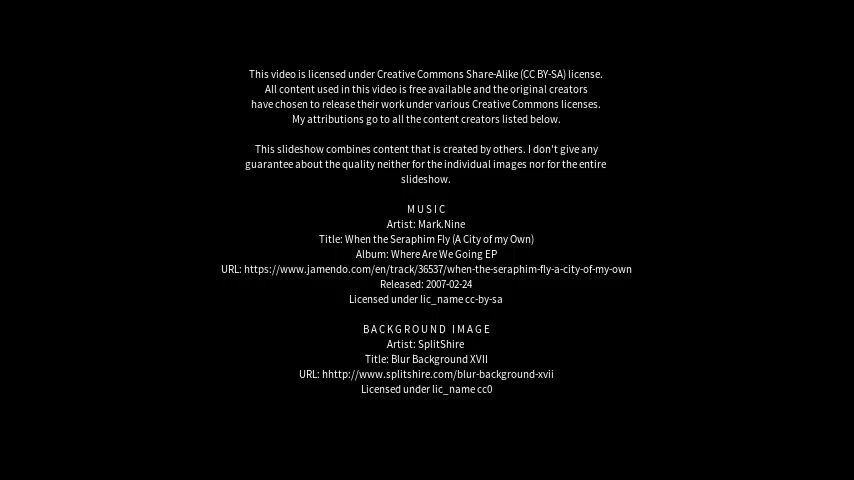 This video is licensed under Creative Commons Share-Alike (CC BY-SA) license.
All content used in this video is free available and the original creators
have chosen to release their work under various Creative Commons licenses.
My attributions go to all the content creators listed below.
This slideshow combines content that is created by others. I don't give any
guarantee about the quality neither for the individual images nor for the entire
slideshow.
MUSIC
Artist: Mark.Nine
Title: When the Seraphim Fly (A City of my Own)
Album: Where Are We Going EP
URL: https://www.jamendo.com/en/track/36537/when-the-seraphim-fly-a-city-of-my-own
Released: 2007-02-24
Licensed under lic_name cc-by-sa
BACKGROUND IMAGE
Artist: SplitShire
Title: Blur Background XVII
URL: hhttp://www.splitshire.com/blur-background-xvii
Licensed under lic_name cc0